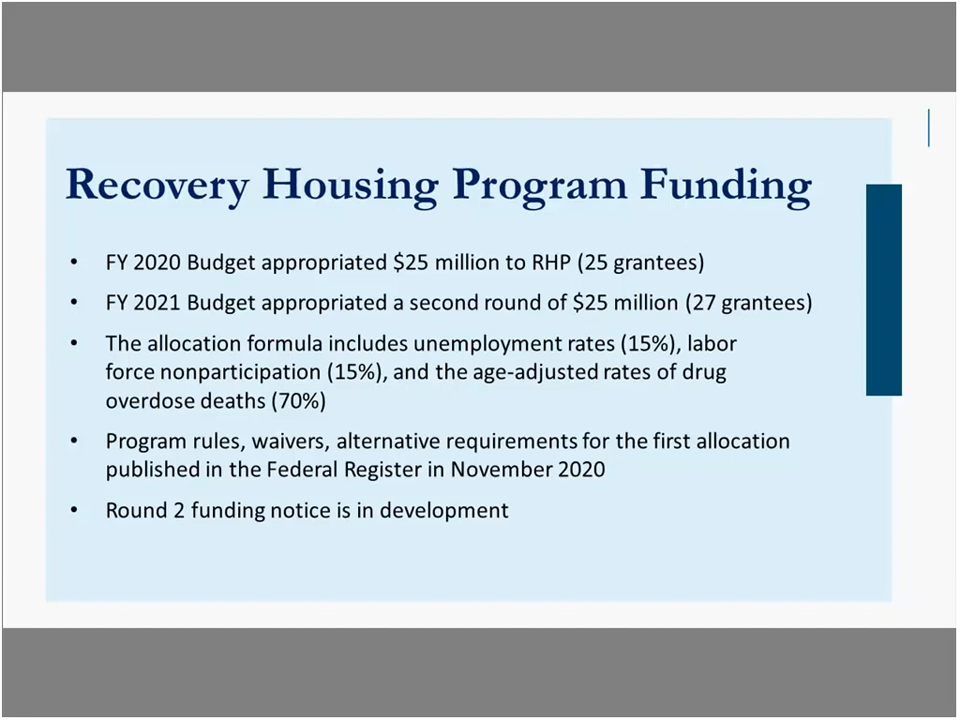 Recovery Housing Program Funding
• FY 2020 Budget appropriated $25 million to RHP (25 grantees)
• FY 2021 Budget appropriated a second round of $25 million (27 grantees)
• The allocation formula includes unemployment rates (15%), labor
force nonparticipation (15%), and the age-adjusted rates of drug
overdose deaths (70%)
• Program rules, waivers, alternative requirements for the first allocation
published in the Federal Register in November 2020
• Round 2 funding notice is in development